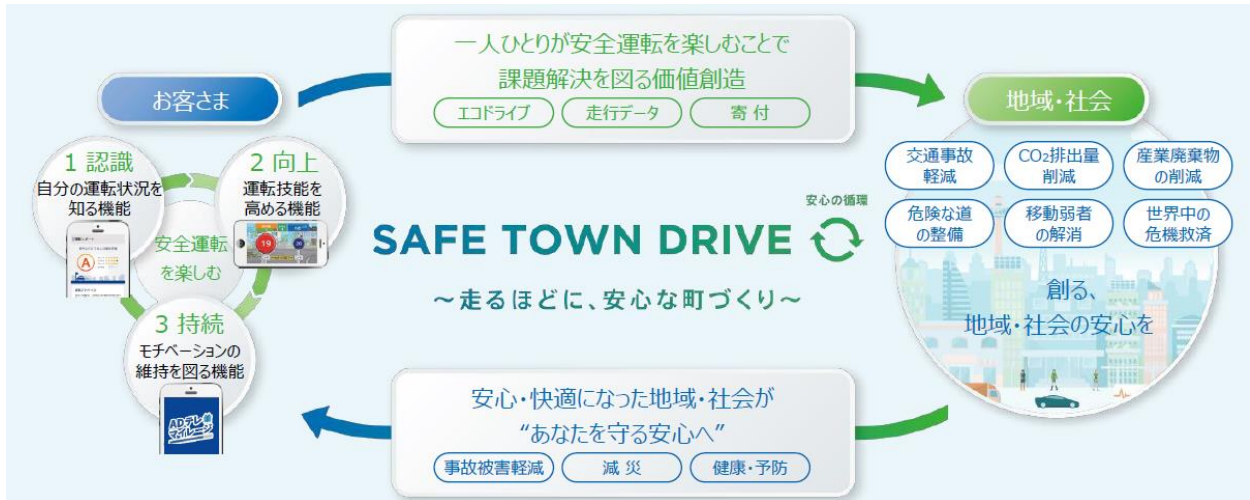 一人ひとりが安全運転を楽しむことで
課題解決を図る価値創造
エコドライブ
走行データ
寄付
お客さま
地域・社会
1 認識
自分の運転状況を
知る機能
A
2 向上
運転技能を
高める機能
19
安全運転
を楽しむ
3 持続
モチベーションの
維持を図る機能
ADテレ漫
マイレージ
安心の循環
SAFE TOWN DRIVE
～走るほどに、安心な町づくり～
交通事故
軽減
CO₂排出量
削減
産業廃棄物
の削減
危険な道
の整備
移動弱者
の解消
世界中の
危機救済
創る、
地域・社会の安心を
安心・快適になった地域・社会が
“あなたを守る安心へ”
事故被害軽減
減災
健康・予防